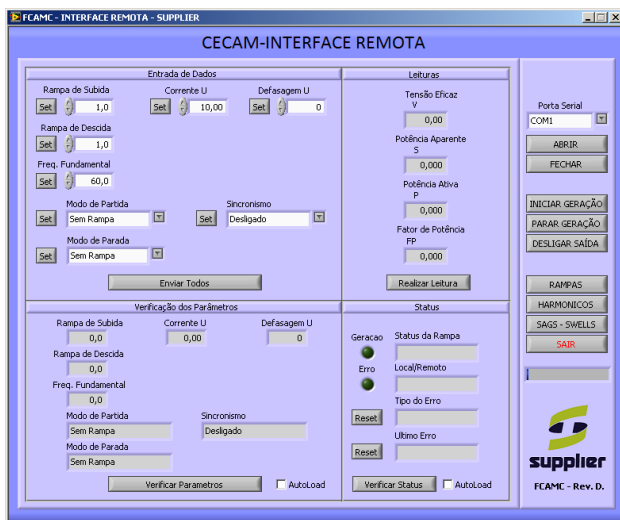 FCAMC - INTERFACE REMOTA - SUPPLIER
CECAM-INTERFACE REMOTA
Entrada de Dados
Rampa de Subida
Corrente U
Defasagem U
Set 1,0
Set 10,00
Set 0
Rampa de Descida
Set 1,0
Freq. Fundamental
Set 60,0
Modo de Partida
Sincronismo
Set Sem Rampa
Set Desligado
Modo de Parada
Set Sem Rampa
Enviar Todos
Leituras
Tensão Eficaz
V
0,00
Potência Aparente
S
0,000
Potência Ativa
P
0,000
Fator de Potência
FP
0,000
Realizar Leitura
Verificação dos Parâmetros
Rampa de Subida
Corrente U
Defasagem U
0,0
0,00
0
Rampa de Descida
0,0
Freq. Fundamental
0,0
Modo de Partida
Sincronismo
Sem Rampa
Desligado
Modo de Parada
Sem Rampa
Verificar Parametros
AutoLoad
Status
Geracao
Status da Rampa
Erro
Local/Remoto
Tipo do Erro
Reset
Ultimo Erro
Reset
Verificar Status
AutoLoad
Porta Serial
COM1
ABRIR
FECHAR
INICIAR GERAÇÃO
PARAR GERAÇÃO
DESLIGAR SAÍDA
RAMPAS
HARMONICOS
SAGS - SWELLS
SAIR
supplier
FCAMC - Rev. D.